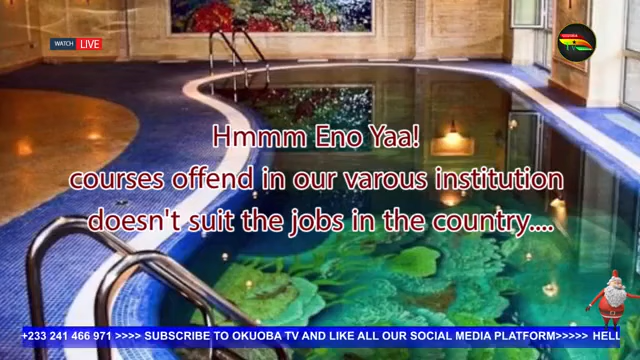 WATCH LIVE
Hmmm Eno Yaa!
courses offend in our varous institution
doesn't suit the jobs in the country....
+233 241 466 971 >>>> SUBSCRIBE TO OKUOBA TV AND LIKE ALL OUR SOCIAL MEDIA PLATFORM>>>>> HELL